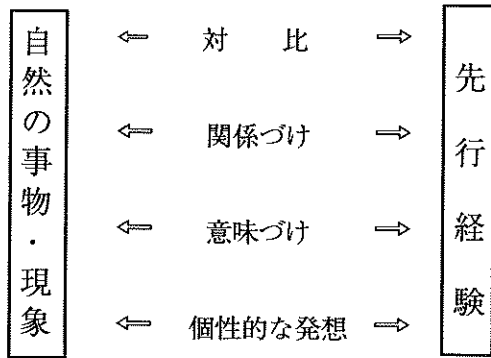 自然の事物・現象
⇐ 対比 ⇒
⇐ 関係づけ ⇒
⇐ 意味づけ ⇒
⇐ 個性的な発想 ⇒
先行経験